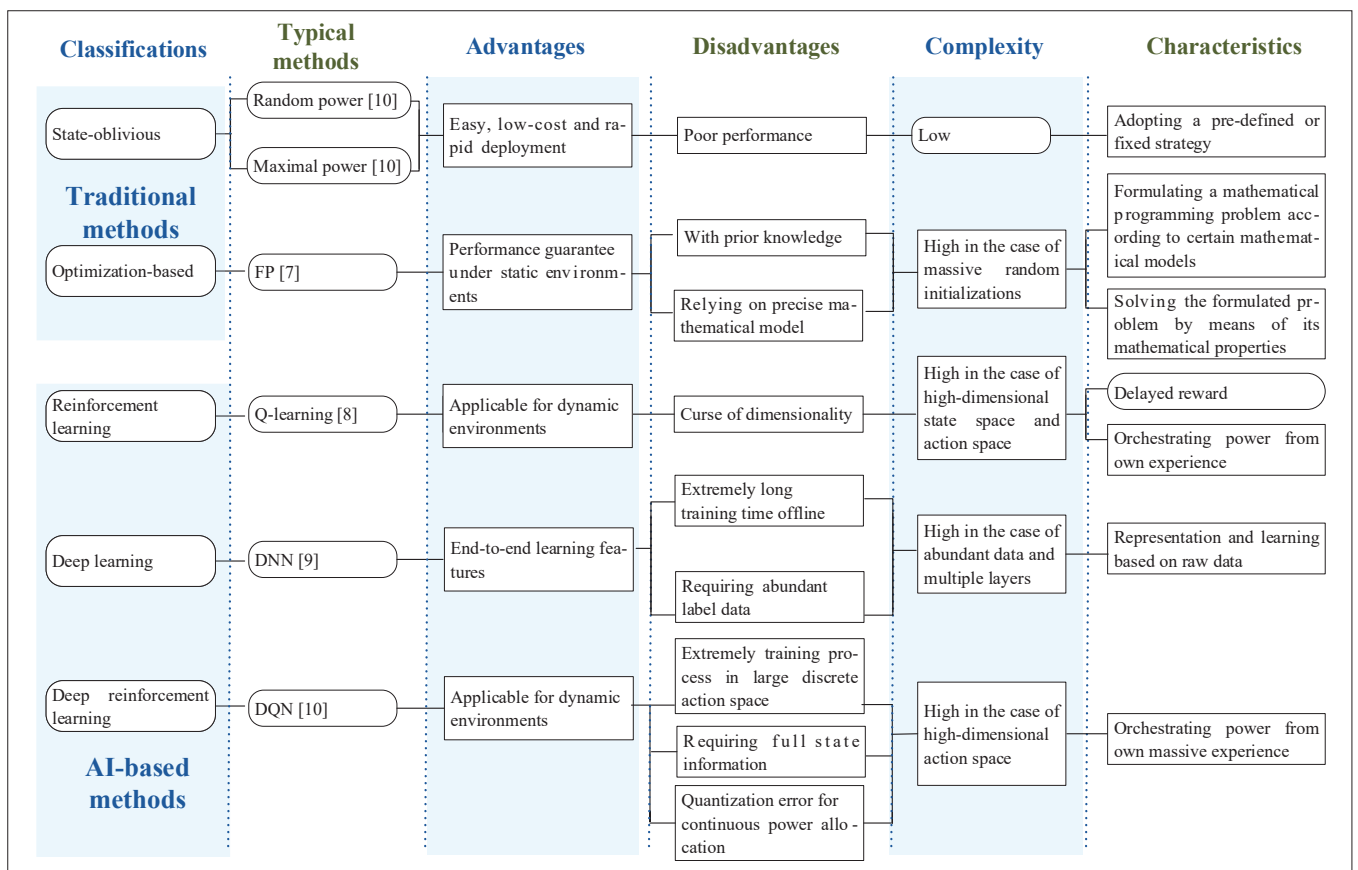 Classifications
Typical
methods
Advantages
Disadvantages
Complexity
Characteristics
State-oblivious
Random power [10]
Maximal power [10]
Easy, low-cost and ra-
pid deployment
Poor performance
Low
Adopting a pre-defined or
fixed strategy
Traditional
methods
Optimization-based
FP [7]
Performance guarantee
under static environm-
ents
With prior knowledge
Relying on precise ma-
thematical model
High in the case of
massive random
initializations
Formulating a mathematical
programming problem acc-
ording to certain mathemat-
ical models
Solving the formulated pr-
oblem by means of its
mathematical properties
Reinforcement
learning
Q-learning [8]
Applicable for dynamic
environments
Curse of dimensionality
High in the case of
high-dimensional
state space and
action space
Delayed reward
Orchestrating power from
own experience
Deep learning
DNN [9]
End-to-end learning fea-
tures
Extremely long
training time offline
Requiring abundant
label data
High in the case of
abundant data and
multiple layers
Representation and learning
based on raw data
Deep reinforcement
learning
DQN [10]
Applicable for dynamic
environments
Extremely training pro-
cess in large discrete
action space
Requiring full state
information
Quantization error for
continuous power allo-
cation
High in the case of
high-dimensional
action space
Orchestrating power from
own massive experience
AI-based
methods